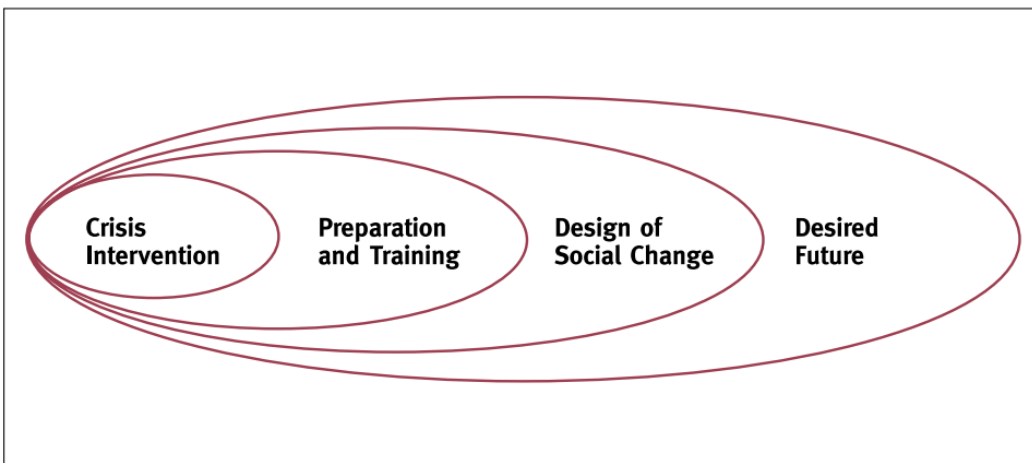 Crisis
Intervention
Preparation
and Training
Design of
Social Change
Desired
Future